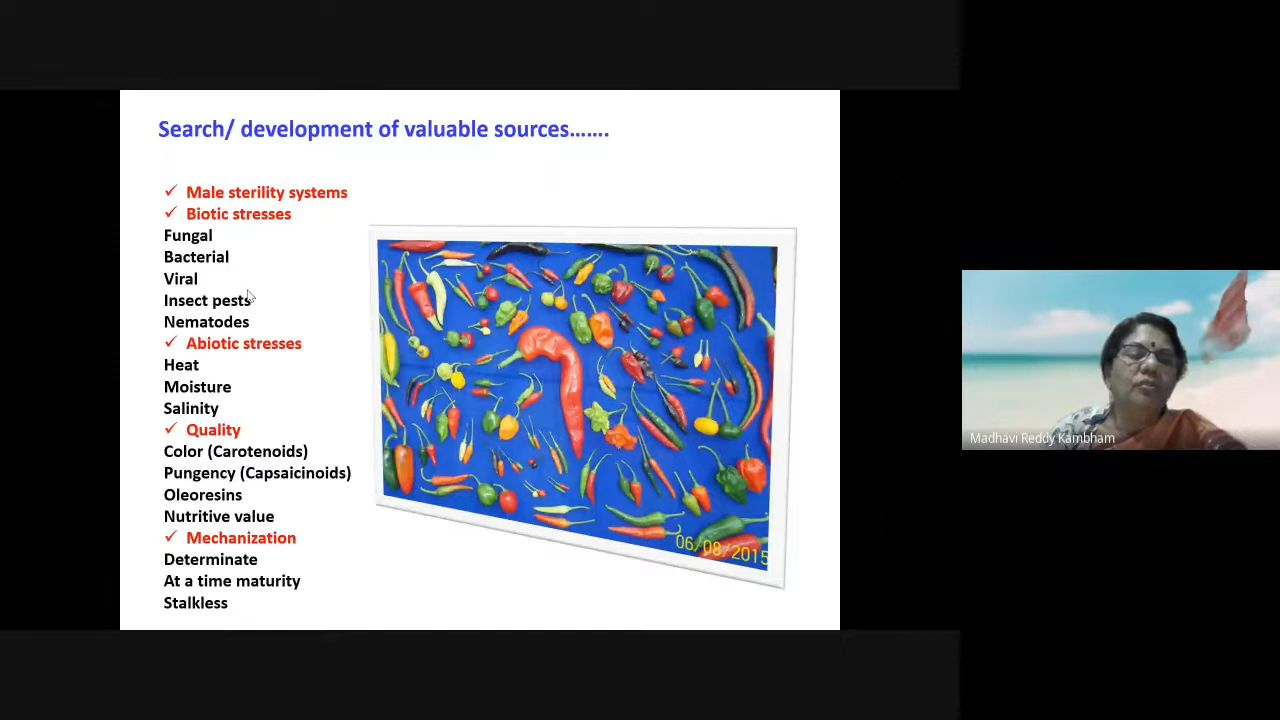 Search/ development of valuable sources.......
✓ Male sterility systems
✓ Biotic stresses
Fungal
Bacterial
Viral
Insect pests
Nematodes
✓ Abiotic stresses
Heat
Moisture
Salinity
✓ Quality
Color (Carotenoids)
Pungency (Capsaicinoids)
Oleoresins
Nutritive value
✓ Mechanization
Determinate
At a time maturity
Stalkless
06/08/2015
Madhavi Reddy Kambham